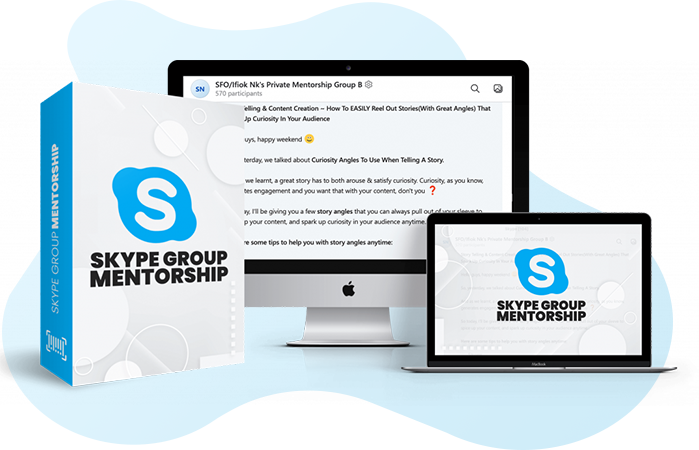 SKYPE GROUP MENTORSHIP
S
SKYPE GROUP
MENTORSHIP
SN
SFO/Ifiok Nk's Private Mentorship Group B
570 participants
elling & Content Creation – How To EASILY Reel Out Stories(With Great Angles) That
Up Curiosity In Your Audience
uys, happy weekend 😀
terday, we talked about Curiosity Angles To Use When Telling A Story.
we learnt, a great story has to both arouse & satisfy curiosity. Curiosity, as you know,
tes engagement and you want that with your content, don't you ❓
ay, I'll be giving you a few story angles that you can always pull out of your sleeve to
up your content, and spark up curiosity in your audience anytime.
re some tips to help you with story angles anytime:
S
SKYPE GROUP
MENTORSHIP
MacBook